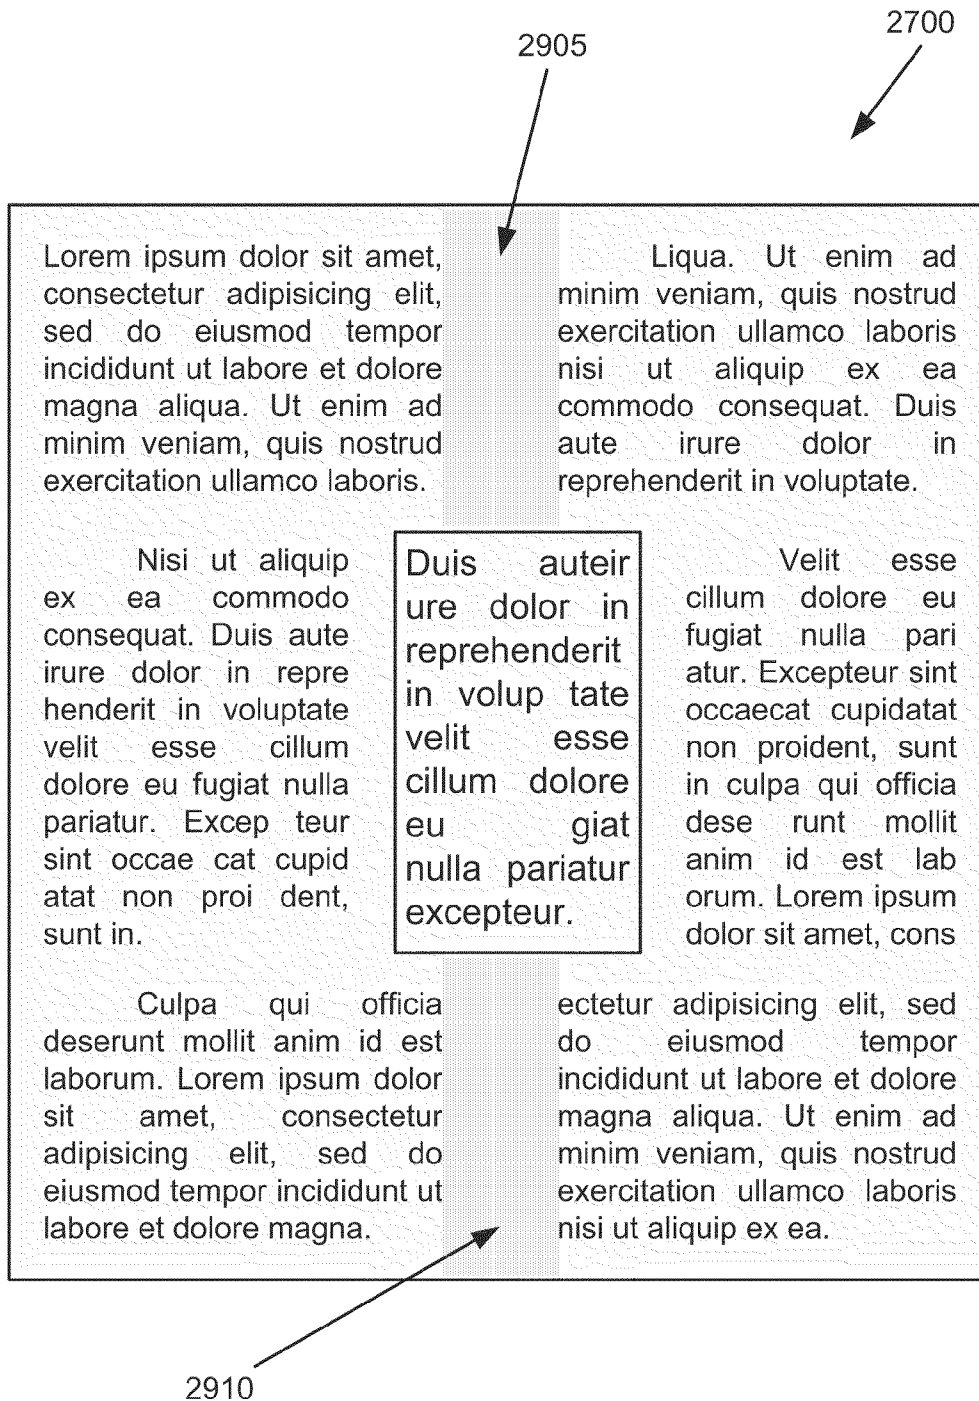 2700
2905
Lorem ipsum dolor sit amet,
consectetur adipisicing elit,
sed do eiusmod tempor
incididunt ut labore et dolore
magna aliqua. Ut enim ad
minim veniam, quis nostrud
exercitation ullamco laboris.
Nisi ut aliquip
ex ea commodo
consequat. Duis aute
irure dolor in repre
henderit in voluptate
velit esse cillum
dolore eu fugiat nulla
pariatur. Excep teur
sint occae cat cupid
atat non proi dent,
sunt in.
Culpa qui officia
deserunt mollit anim id est
laborum. Lorem ipsum dolor
sit amet, consectetur
adipisicing elit, sed do
eiusmod tempor incididunt ut
labore et dolore magna.
Duis auteir
ure dolor in
reprehenderit
in volup tate
velit esse
cillum dolore
eu giat
nulla pariatur
excepteur.
Liqua. Ut enim ad
minim veniam, quis nostrud
exercitation ullamco laboris
nisi ut aliquip ex ea
commodo consequat. Duis
aute irure dolor in
reprehenderit in voluptate.
Velit esse
cillum dolore eu
fugiat nulla pari
atur. Excepteur sint
occaecat cupidatat
non proident, sunt
in culpa qui officia
dese runt mollit
anim id est lab
orum. Lorem ipsum
dolor sit amet, cons
ectetur adipisicing elit, sed
do eiusmod tempor
incididunt ut labore et dolore
magna aliqua. Ut enim ad
minim veniam, quis nostrud
exercitation ullamco laboris
nisi ut aliquip ex ea.
2910